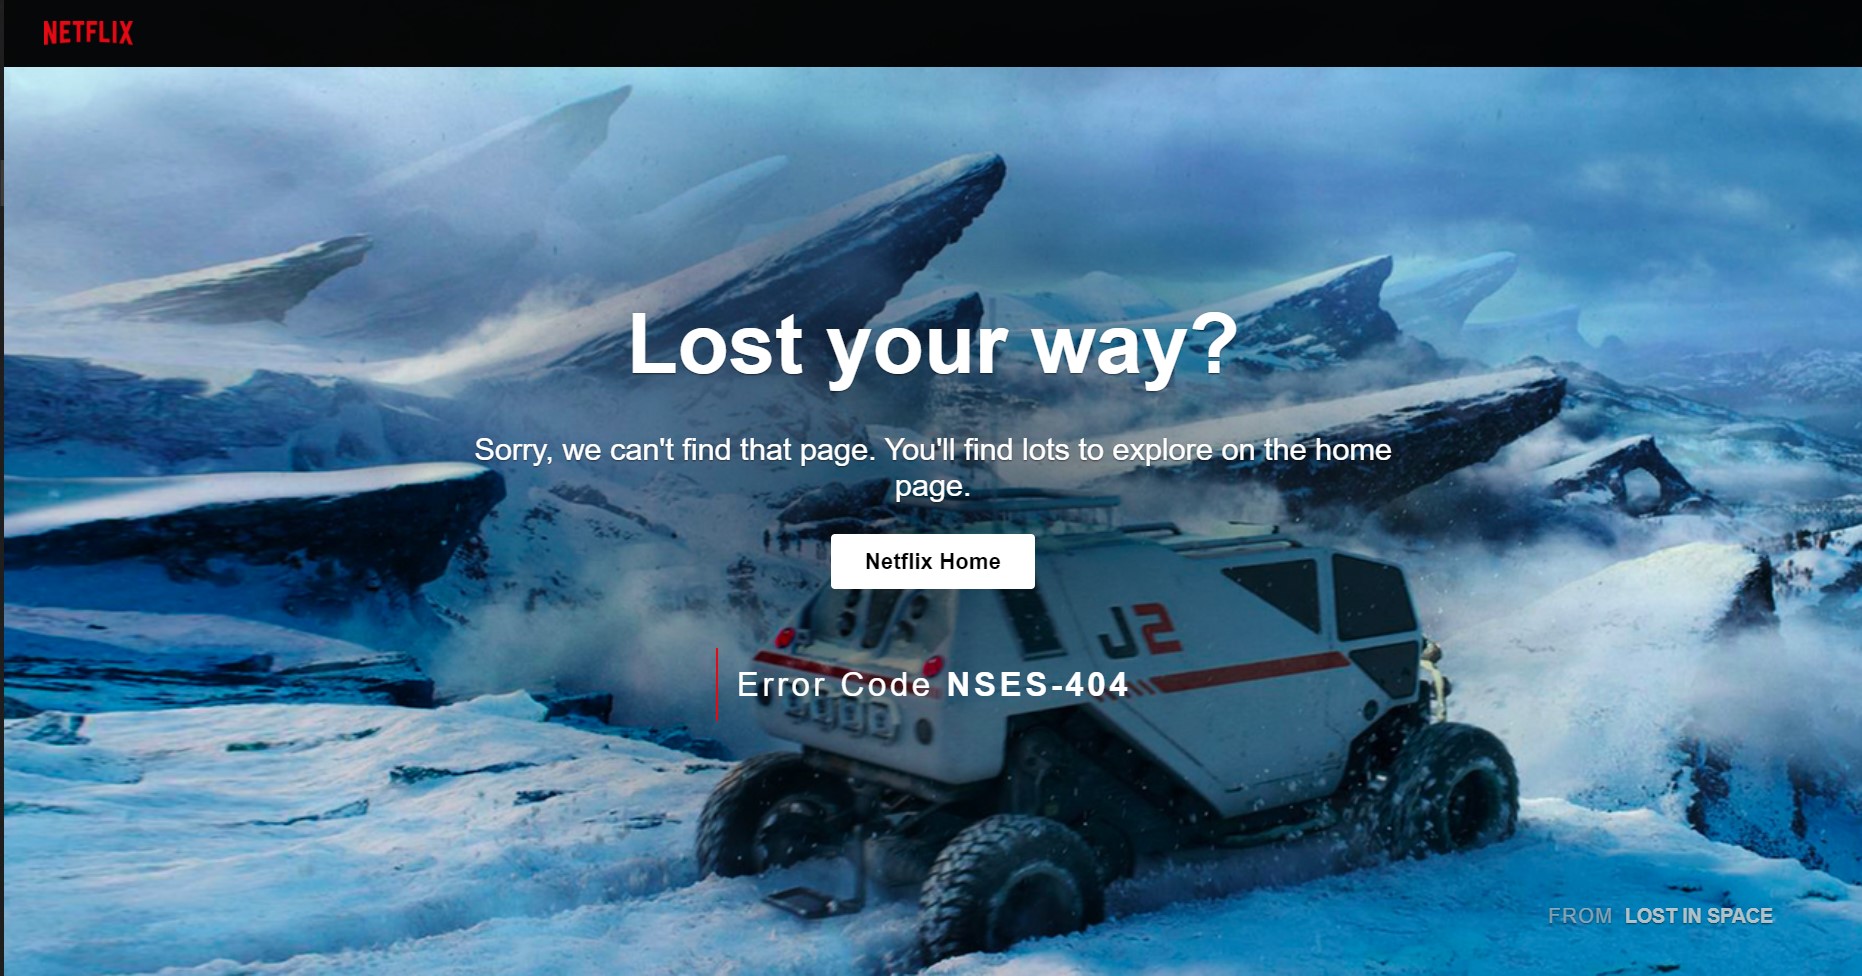 NETFLIX
Lost your way?
Sorry, we can't find that page. You'll find lots to explore on the home
page.
Netflix Home
J2
Error Code NSES-404
FROM LOST IN SPACE